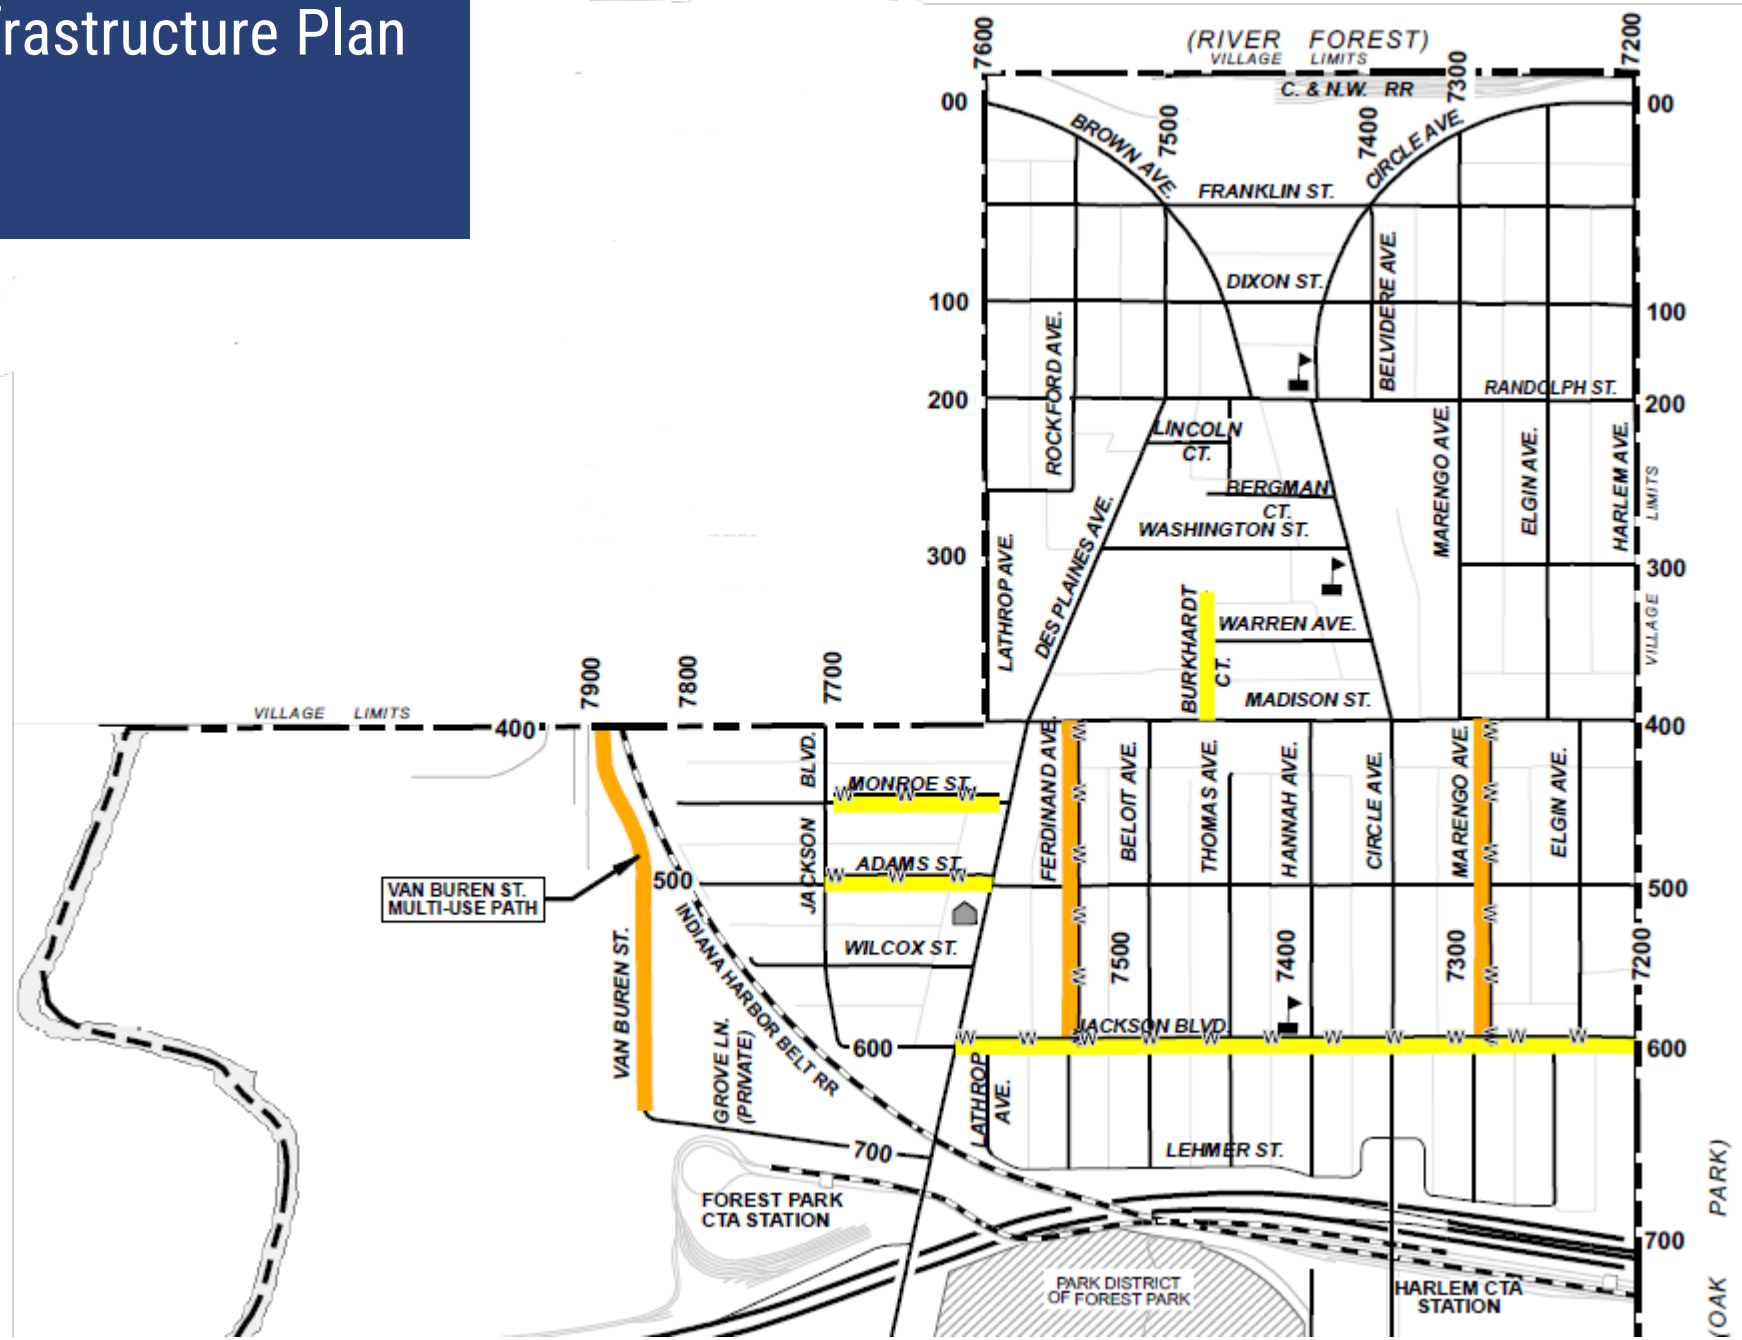 frastructure Plan
(RIVER FOREST)
VILLAGE LIMITS
7600
7500
7400
7300
7200
C. & N.W. RR
00
00
BROWN AVE.
CIRCLE AVE.
FRANKLIN ST.
DIXON ST.
BELVIDERE AVE.
100
100
ROCKFORD AVE.
RANDOLPH ST.
200
200
LINCOLN
CT.
BERGMAN
CT.
WASHINGTON ST.
MARENGO AVE.
ELGIN AVE.
HARLEM AVE.
VILLAGE LIMITS
300
300
LATHROP AVE.
DES PLAINES AVE.
BURKHARDT
CT.
WARREN AVE.
MADISON ST.
7900
7800
7700
VILLAGE LIMITS
400
400
JACKSON BLVD.
MONROE ST.
W W W
ADAMS ST.
W W W
FERDINAND AVE.
W
W
W
W
W
BELOIT AVE.
THOMAS AVE.
HANNAH AVE.
CIRCLE AVE.
MARENGO AVE.
W
W
W
W
W
W
ELGIN AVE.
VAN BUREN ST.
MULTI-USE PATH
500
500
INDIANA HARBOR BELT RR
WILCOX ST.
7500
7400
7300
7200
VAN BUREN ST.
GROVE LN.
(PRIVATE)
JACKSON BLVD.
W W W W W W W W W W W
600
600
LATHROP
AVE.
LEHMER ST.
700
FOREST PARK
CTA STATION
700
PARK DISTRICT
OF FOREST PARK
HARLEM CTA
STATION
(OAK PARK)